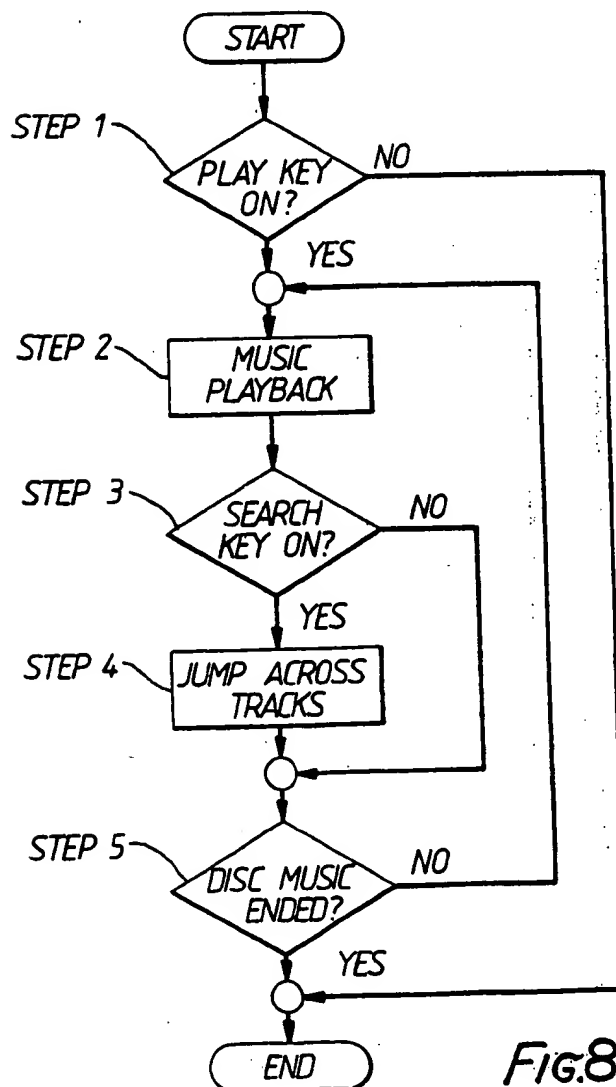 START
STEP 1
PLAY KEY
ON?
NO
YES
STEP 2
MUSIC
PLAYBACK
STEP 3
SEARCH
KEY ON?
NO
YES
STEP 4
JUMP ACROSS
TRACKS
STEP 5
DISC MUSIC
ENDED?
NO
YES
END
FIG.8